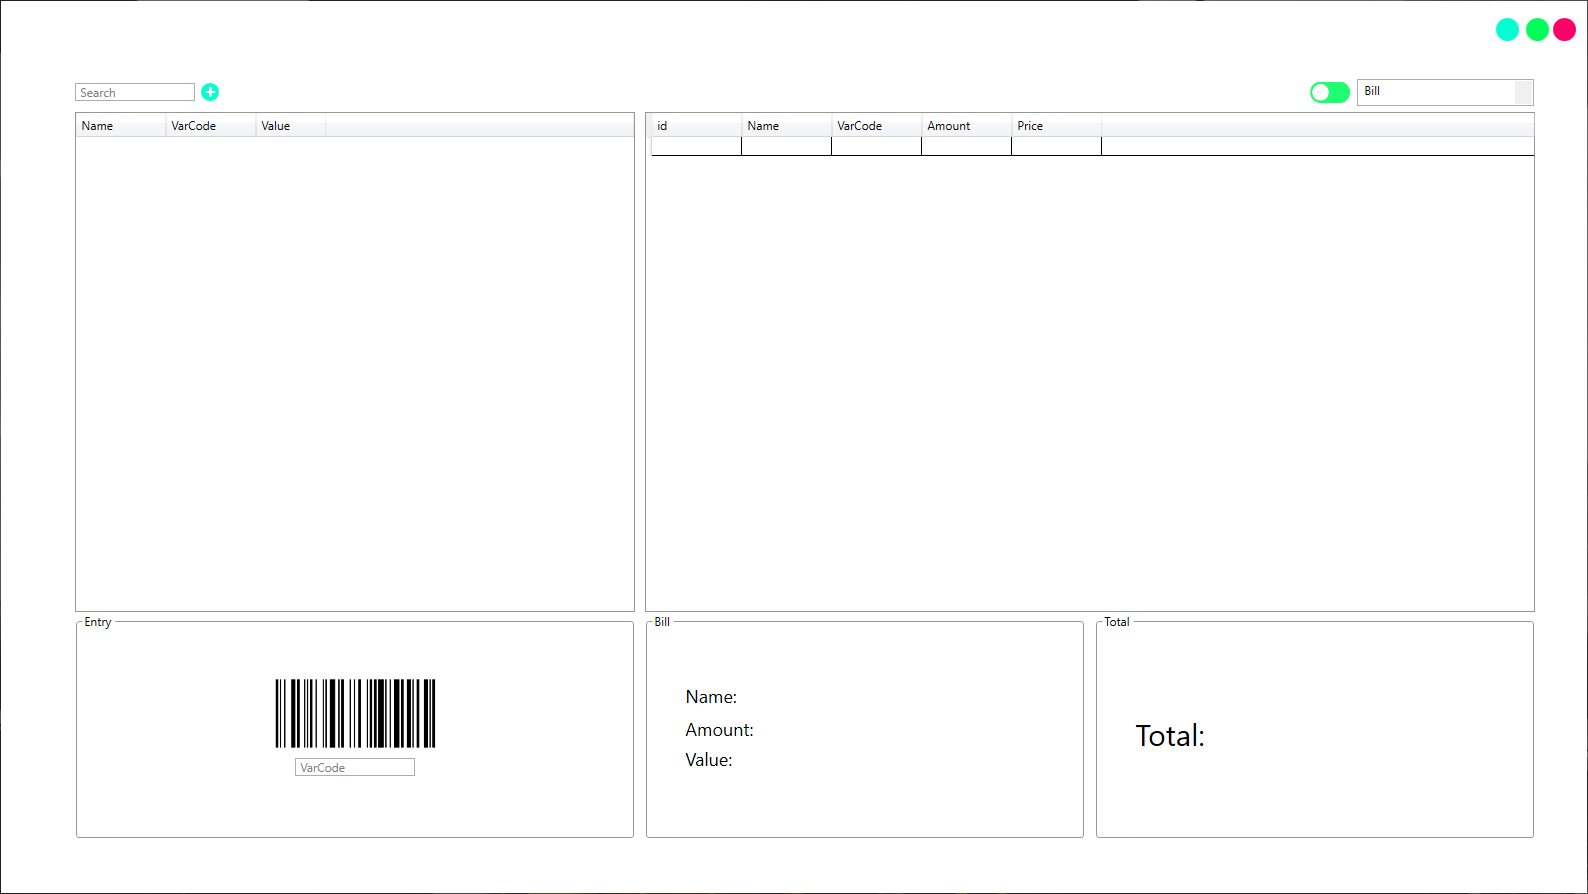 Search
Bill
Name VarCode Value
id Name VarCode Amount Price
Entry
VarCode
Bill
Name:
Amount:
Value:
Total
Total: